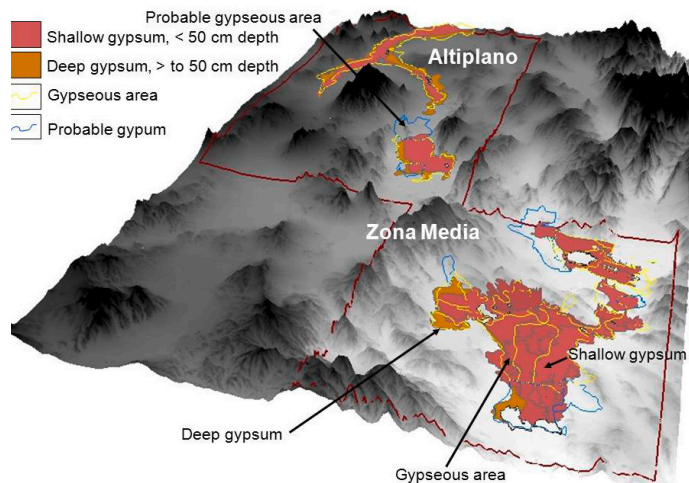 Probable gypseous area
Shallow gypsum, < 50 cm depth
Altiplano
Deep gypsum, > to 50 cm depth
Gypseous area
Probable gypum
Zona Media
Shallow gypsum
Deep gypsum
Gypseous area